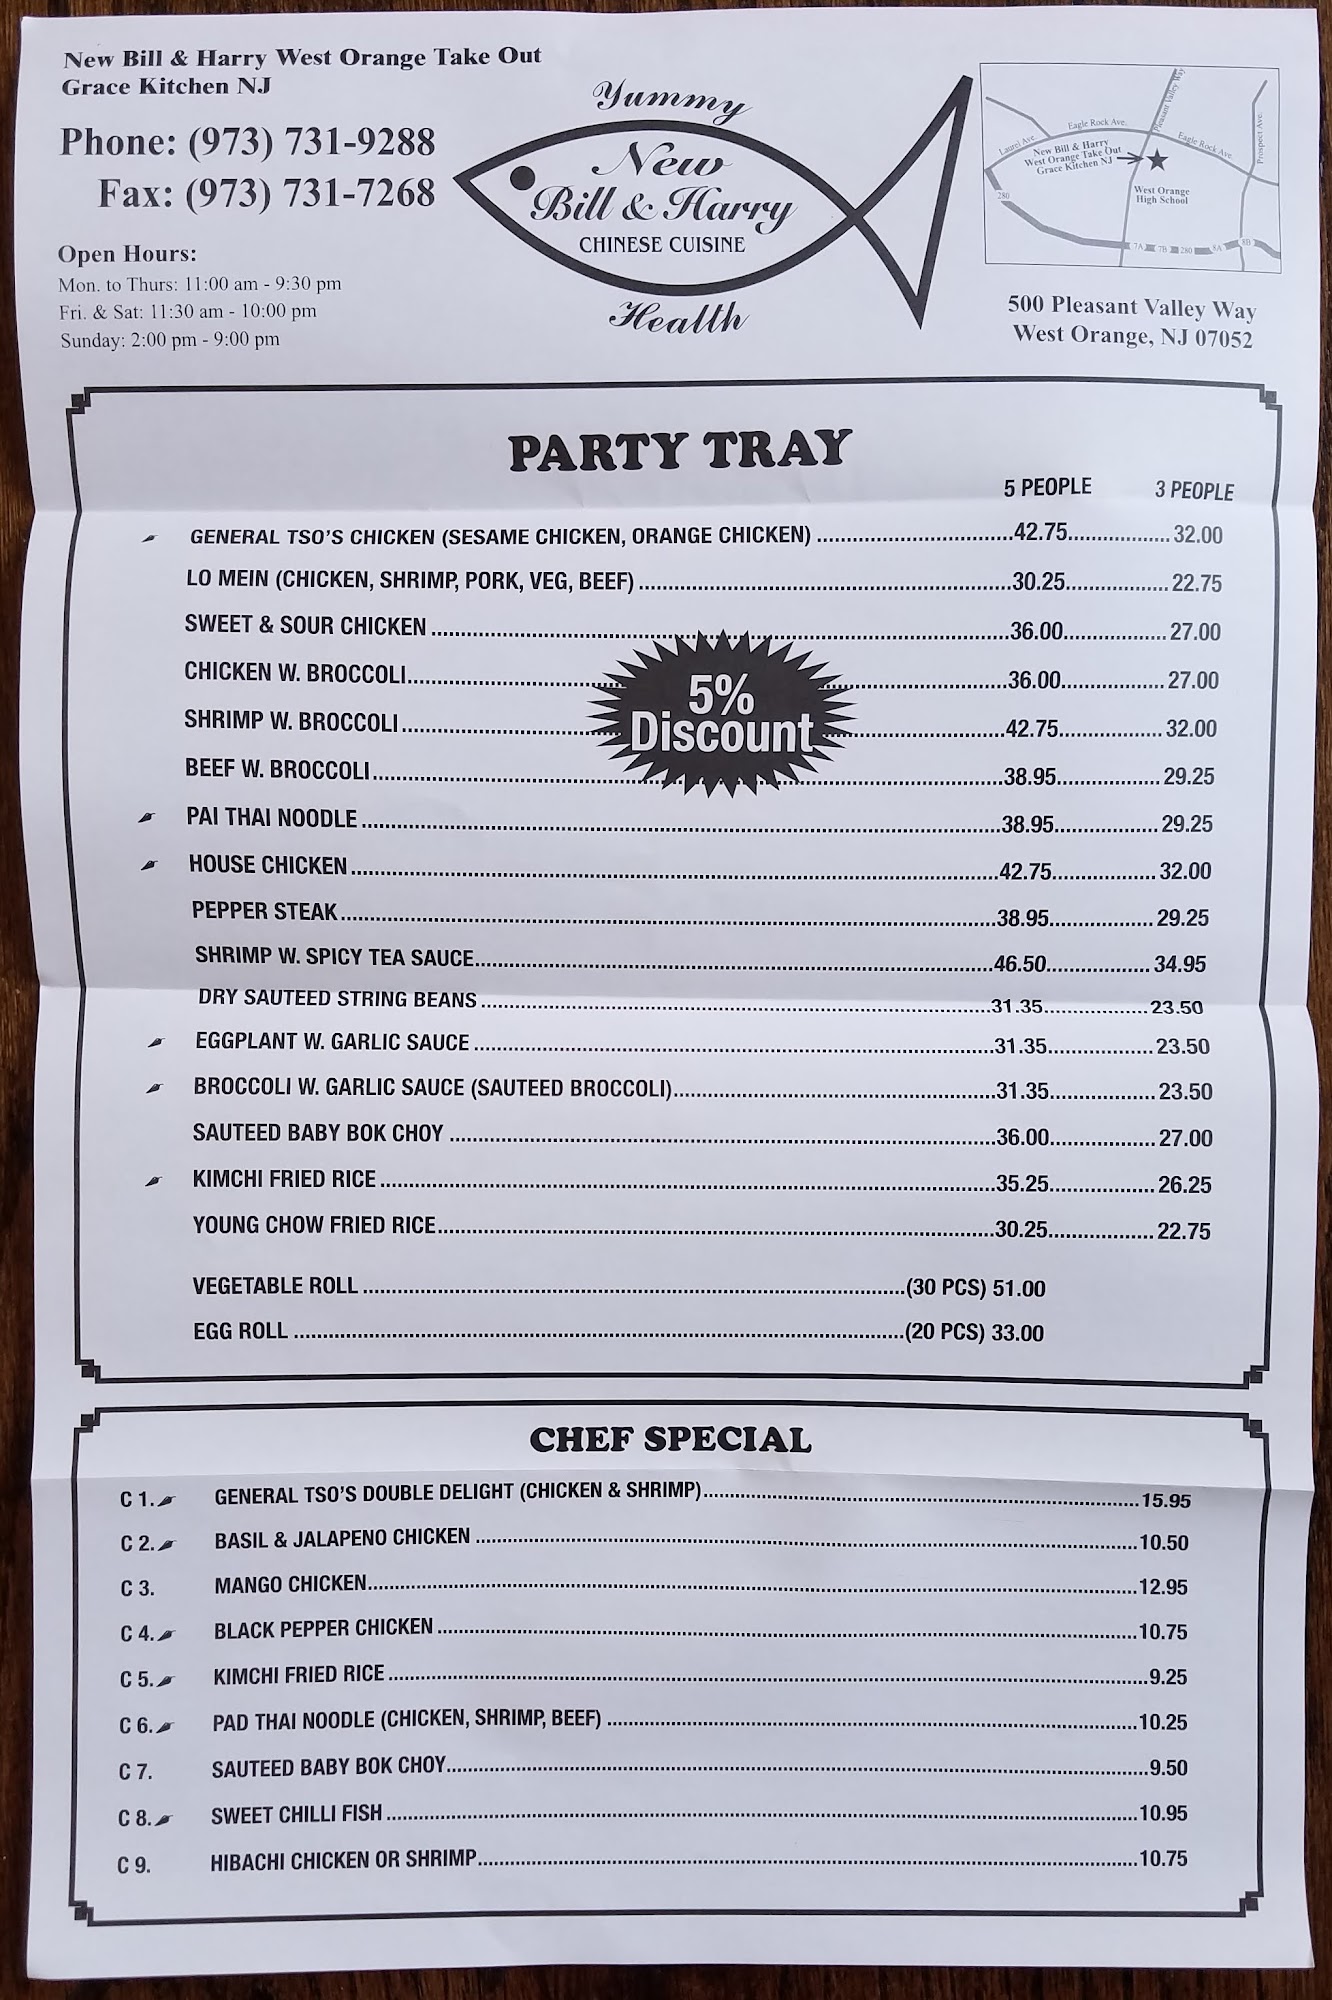 New Bill & Harry West Orange Take Out
Grace Kitchen NJ
Phone: (973) 731-9288
Fax: (973) 731-7268
Open Hours:
Mon. to Thurs: 11:00 am - 9:30 pm
Fri. & Sat: 11:30 am - 10:00 pm
Sunday: 2:00 pm - 9:00 pm
Yummy
New
Bill & Harry
CHINESE CUISINE
Health
Laurel Ave.
Eagle Rock Ave.
Pleasant Valley Way
Eagle Rock Ave.
Prospect Ave.
New Bill & Harry
West Orange Take Out
Grace Kitchen NJ
West Orange
High School
280
7A
7B
280
8A
8B
500 Pleasant Valley Way
West Orange, NJ 07052
PARTY TRAY
5 PEOPLE 3 PEOPLE
GENERAL TSO'S CHICKEN (SESAME CHICKEN, ORANGE CHICKEN) 42.75 32.00
LO MEIN (CHICKEN, SHRIMP, PORK, VEG, BEEF) 30.25 22.75
SWEET & SOUR CHICKEN 36.00 27.00
CHICKEN W. BROCCOLI 36.00 27.00
SHRIMP W. BROCCOLI 42.75 32.00
BEEF W. BROCCOLI 38.95 29.25
5%
Discount
PAI THAI NOODLE 38.95 29.25
HOUSE CHICKEN 42.75 32.00
PEPPER STEAK 38.95 29.25
SHRIMP W. SPICY TEA SAUCE 46.50 34.95
DRY SAUTEED STRING BEANS 31.35 23.50
EGGPLANT W. GARLIC SAUCE 31.35 23.50
BROCCOLI W. GARLIC SAUCE (SAUTEED BROCCOLI) 31.35 23.50
SAUTEED BABY BOK CHOY 36.00 27.00
KIMCHI FRIED RICE 35.25 26.25
YOUNG CHOW FRIED RICE 30.25 22.75
VEGETABLE ROLL (30 PCS) 51.00
EGG ROLL (20 PCS) 33.00
CHEF SPECIAL
C 1. GENERAL TSO'S DOUBLE DELIGHT (CHICKEN & SHRIMP) 15.95
C 2. BASIL & JALAPENO CHICKEN 10.50
C 3. MANGO CHICKEN 12.95
C 4. BLACK PEPPER CHICKEN 10.75
C 5. KIMCHI FRIED RICE 9.25
C 6. PAD THAI NOODLE (CHICKEN, SHRIMP, BEEF) 10.25
C 7. SAUTEED BABY BOK CHOY 9.50
C 8. SWEET CHILLI FISH 10.95
C 9. HIBACHI CHICKEN OR SHRIMP 10.75